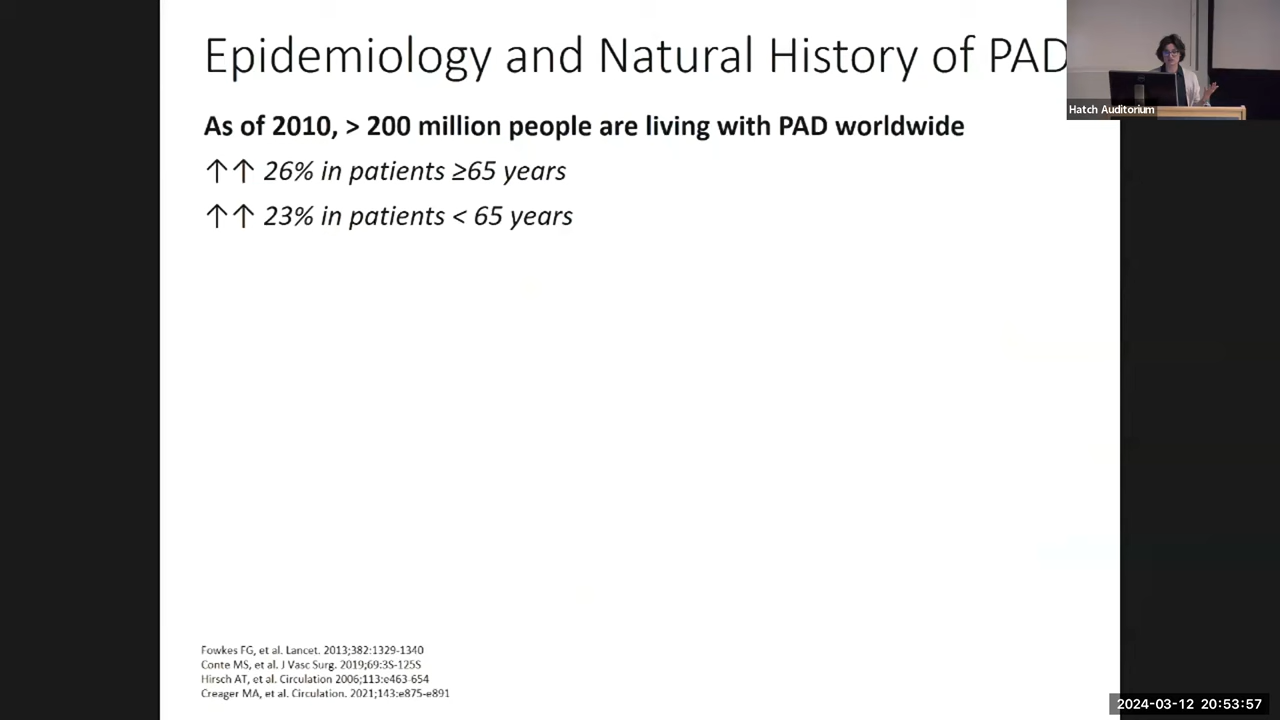 Epidemiology and Natural History of PAD
Hatch Auditorium
As of 2010, > 200 million people are living with PAD worldwide
↑↑ 26% in patients ≥65 years
↑↑ 23% in patients < 65 years
Fowkes FG, et al. Lancet. 2013;382:1329-1340
Conte MS, et al. J Vasc Surg. 2019;69:3S-125S
Hirsch AT, et al. Circulation 2006;113:e463-654
Creager MA, et al. Circulation. 2021;143:e875-e891
2024-03-12 20:53:57